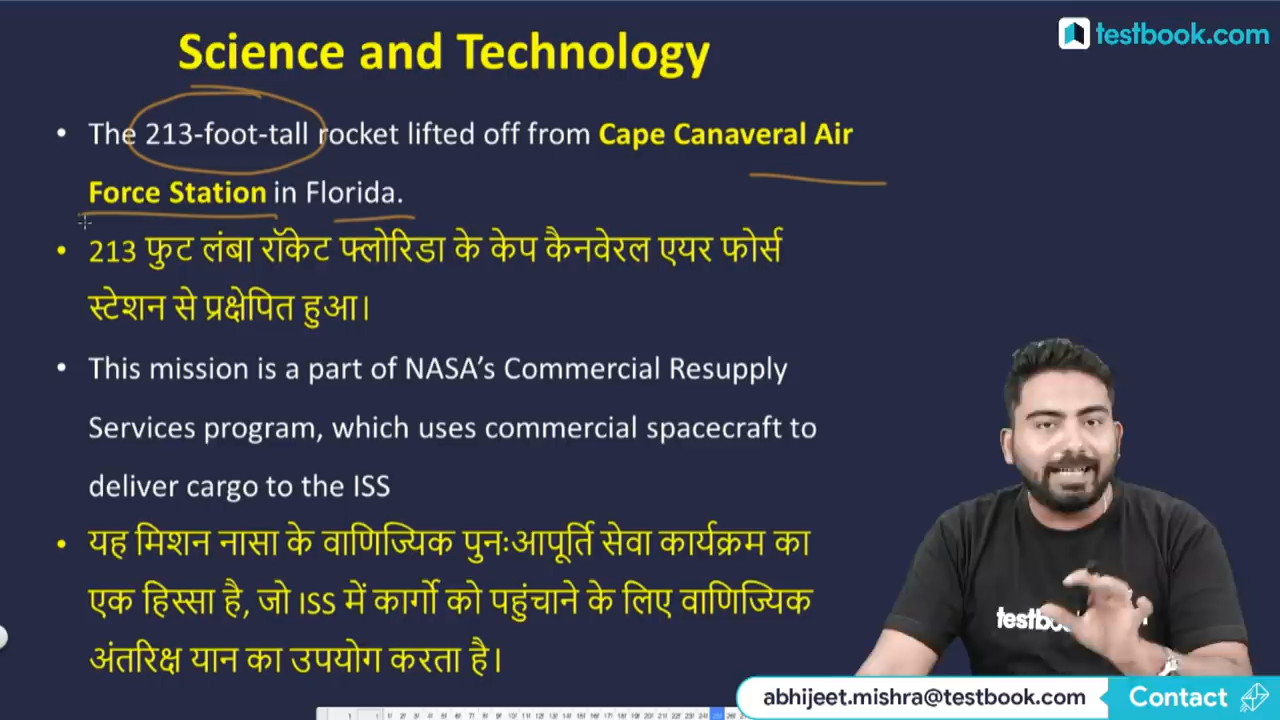 Science and Technology
testbook.com
• The 213-foot-tall rocket lifted off from Cape Canaveral Air
Force Station in Florida.
• 213 फुट लंबा रॉकेट फ्लोरिडा के केप कैनवेरल एयर फोर्स
स्टेशन से प्रक्षेपित हुआ।
• This mission is a part of NASA’s Commercial Resupply
Services program, which uses commercial spacecraft to
deliver cargo to the ISS
• यह मिशन नासा के वाणिज्यिक पुनःआपूर्ति सेवा कार्यक्रम का
एक हिस्सा है, जो ISS में कार्गो को पहुंचाने के लिए वाणिज्यिक
अंतरिक्ष यान का उपयोग करता है।
abhijeet.mishra@testbook.com
Contact